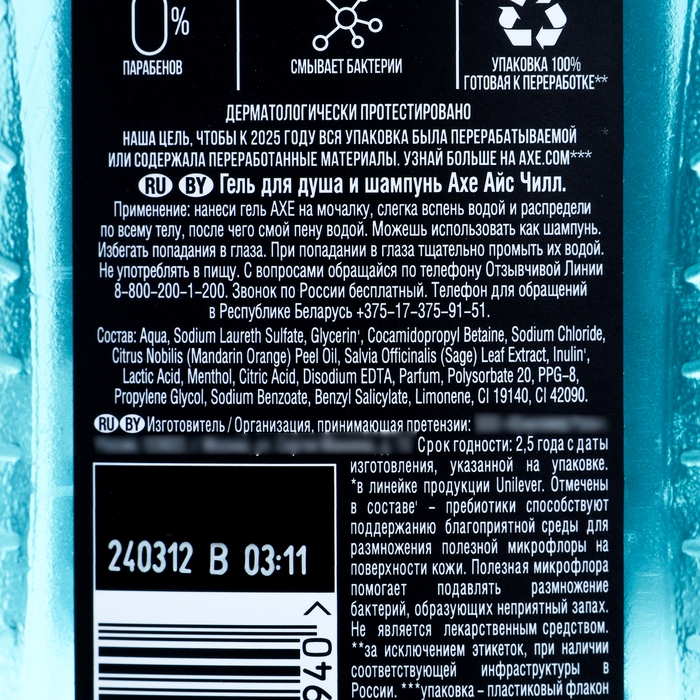 0%
ПАРАБЕНОВ
СМЫВАЕТ БАКТЕРИИ
УПАКОВКА 100%
ГОТОВАЯ К ПЕРЕРАБОТКЕ**
ДЕРМАТОЛОГИЧЕСКИ ПРОТЕСТИРОВАНО
НАША ЦЕЛЬ, ЧТОБЫ К 2025 ГОДУ ВСЯ УПАКОВКА БЫЛА ПЕРЕРАБАТЫВАЕМОЙ
ИЛИ СОДЕРЖАЛА ПЕРЕРАБОТАННЫЕ МАТЕРИАЛЫ. УЗНАЙ БОЛЬШЕ НА AXE.COM***
RU BY Гель для душа и шампунь Axe Айс Чилл.
Применение: нанеси гель AXE на мочалку, слегка вспень водой и распредели
по всему телу, после чего смой пену водой. Можешь использовать как шампунь.
Избегать попадания в глаза. При попадании в глаза тщательно промыть их водой.
Не употреблять в пищу. С вопросами обращайся по телефону Отзывчивой Линии
8-800-200-1-200. Звонок по России бесплатный. Телефон для обращений
в Республике Беларусь +375-17-375-91-51.
Состав: Aqua, Sodium Laureth Sulfate, Glycerin¹, Cocamidopropyl Betaine, Sodium Chloride,
Citrus Nobilis (Mandarin Orange) Peel Oil, Salvia Officinalis (Sage) Leaf Extract, Inulin¹,
Lactic Acid, Menthol, Citric Acid, Disodium EDTA, Parfum, Polysorbate 20, PPG-8,
Propylene Glycol, Sodium Benzoate, Benzyl Salicylate, Limonene, CI 19140, CI 42090.
RU BY Изготовитель / Организация, принимающая претензии:
Срок годности: 2,5 года с даты
изготовления, указанной на упаковке.
*в линейке продукции Unilever. Отмечены
в составе¹ – пребиотики способствуют
поддержанию благоприятной среды для
размножения полезной микрофлоры на
поверхности кожи. Полезная микрофлора
помогает подавлять размножение
бактерий, образующих неприятный запах.
Не является лекарственным средством.
**за исключением этикеток, при наличии
соответствующей инфраструктуры в
России. ***упаковка – пластиковый флакон
240312 B 03:11
940 >